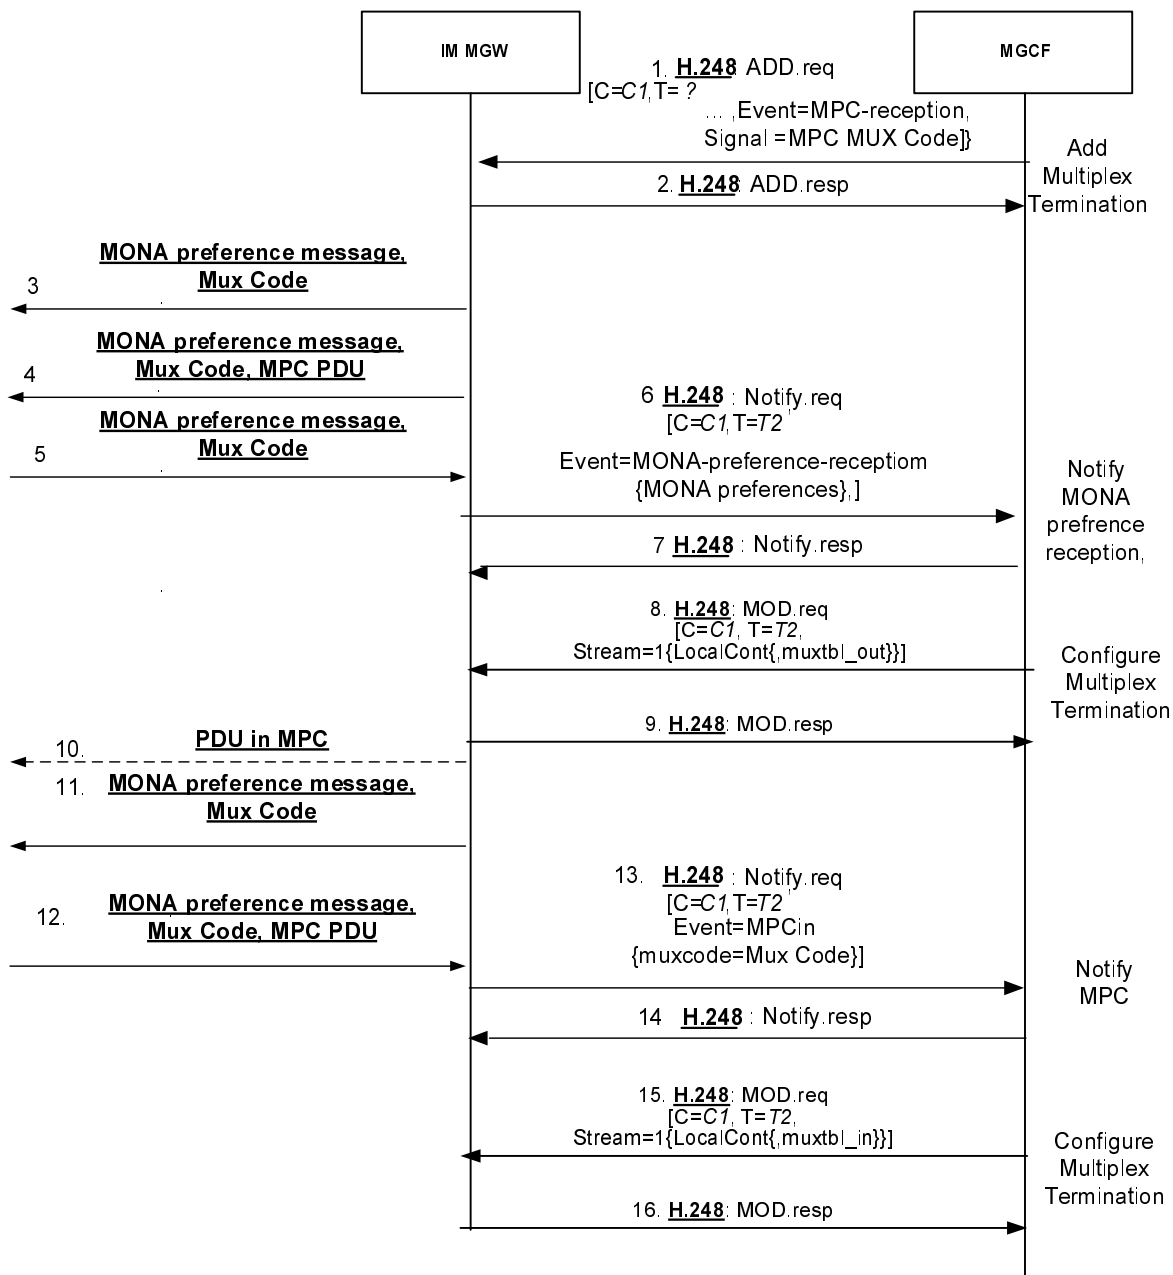 IM MGW
MGCF
1. H.248: ADD.req
[C=C1,T= ?
... ,Event=MPC-reception,
Signal =MPC MUX Code]}
Add
Multiplex
Termination
2. H.248: ADD.resp
MONA preference message,
Mux Code
3
MONA preference message,
Mux Code, MPC PDU
4
MONA preference message,
Mux Code
5
6 H.248 : Notify.req
[C=C1,T=T2,
Event=MONA-preference-receptiom
{MONA preferences},]
Notify
MONA
prefrence
reception,
7 H.248 : Notify.resp
8. H.248: MOD.req
[C=C1, T=T2,
Stream=1{LocalCont{,muxtbl_out}}]
Configure
Multiplex
Termination
9. H.248: MOD.resp
10. PDU in MPC
11. MONA preference message,
Mux Code
12. MONA preference message,
Mux Code, MPC PDU
13. H.248 : Notify.req
[C=C1,T=T2,
Event=MPCin
{muxcode=Mux Code}]
Notify
MPC
14 H.248 : Notify.resp
15. H.248: MOD.req
[C=C1, T=T2,
Stream=1{LocalCont{,muxtbl_in}}]
Configure
Multiplex
Termination
16. H.248: MOD.resp